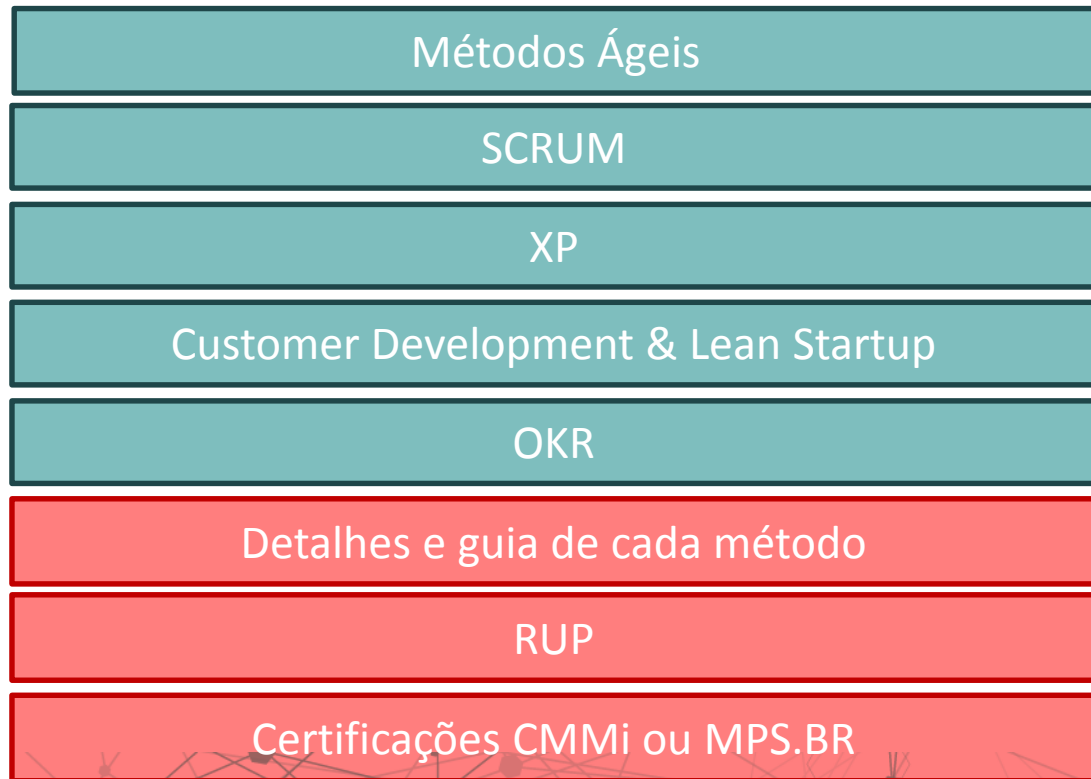 Métodos Ágeis
SCRUM
XP
Customer Development & Lean Startup
OKR
Detalhes e guia de cada método
RUP
Certificações CMMi ou MPS.BR